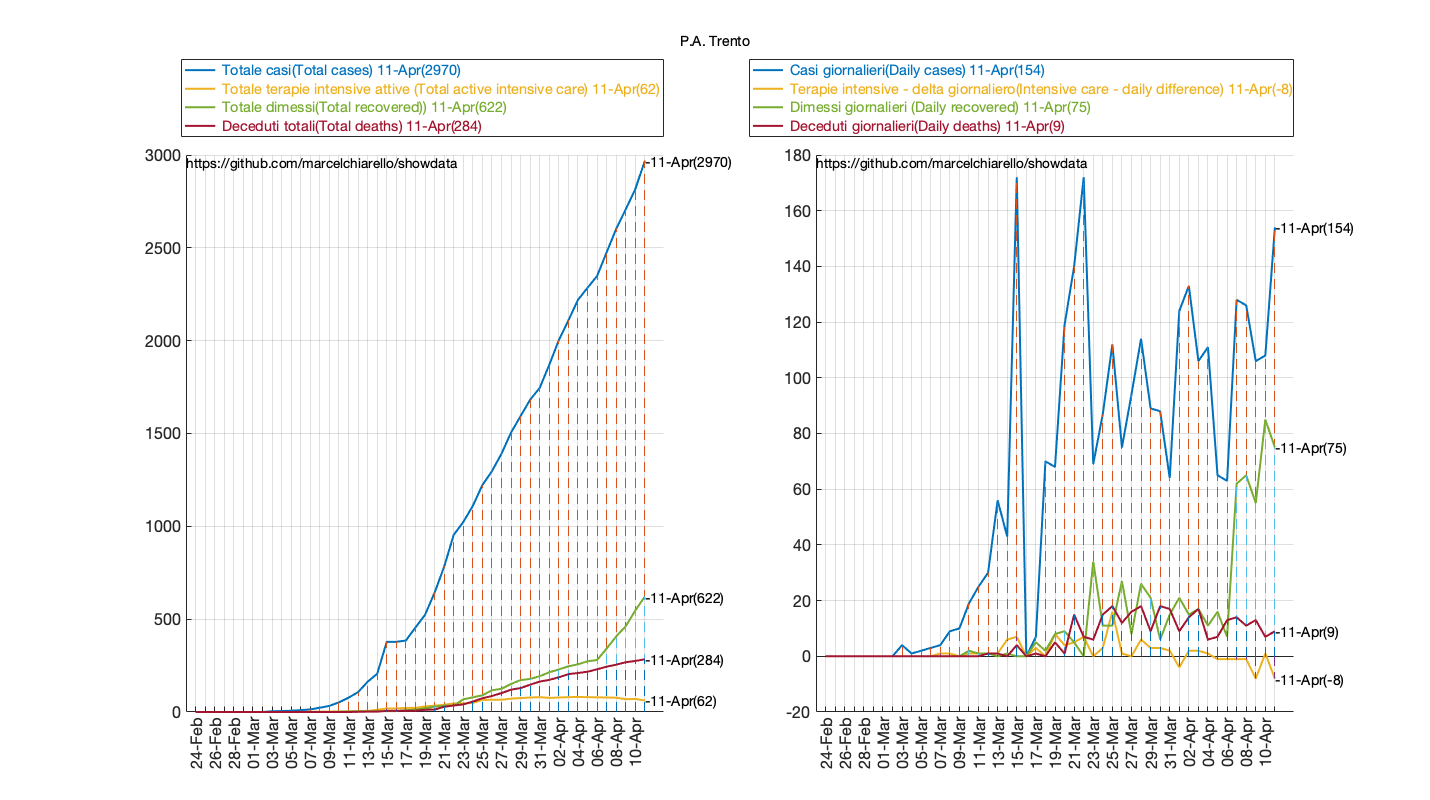 P.A. Trento
Totale casi(Total cases) 11-Apr(2970)
Totale terapie intensive attive (Total active intensive care) 11-Apr(62)
Totale dimessi(Total recovered)) 11-Apr(622)
Deceduti totali(Total deaths) 11-Apr(284)
https://github.com/marcelchiarello/showdata
3000
2500
2000
1500
1000
500
0
11-Apr(2970)
11-Apr(622)
11-Apr(284)
11-Apr(62)
24-Feb
26-Feb
28-Feb
01-Mar
03-Mar
05-Mar
07-Mar
09-Mar
11-Mar
13-Mar
15-Mar
17-Mar
19-Mar
21-Mar
23-Mar
25-Mar
27-Mar
29-Mar
31-Mar
02-Apr
04-Apr
06-Apr
08-Apr
10-Apr
Casi giornalieri(Daily cases) 11-Apr(154)
Terapie intensive - delta giornaliero(Intensive care - daily difference) 11-Apr(-8)
Dimessi giornalieri (Daily recovered) 11-Apr(75)
Deceduti giornalieri(Daily deaths) 11-Apr(9)
https://github.com/marcelchiarello/showdata
180
160
140
120
100
80
60
40
20
0
-20
11-Apr(154)
11-Apr(75)
11-Apr(9)
11-Apr(-8)
24-Feb
26-Feb
28-Feb
01-Mar
03-Mar
05-Mar
07-Mar
09-Mar
11-Mar
13-Mar
15-Mar
17-Mar
19-Mar
21-Mar
23-Mar
25-Mar
27-Mar
29-Mar
31-Mar
02-Apr
04-Apr
06-Apr
08-Apr
10-Apr